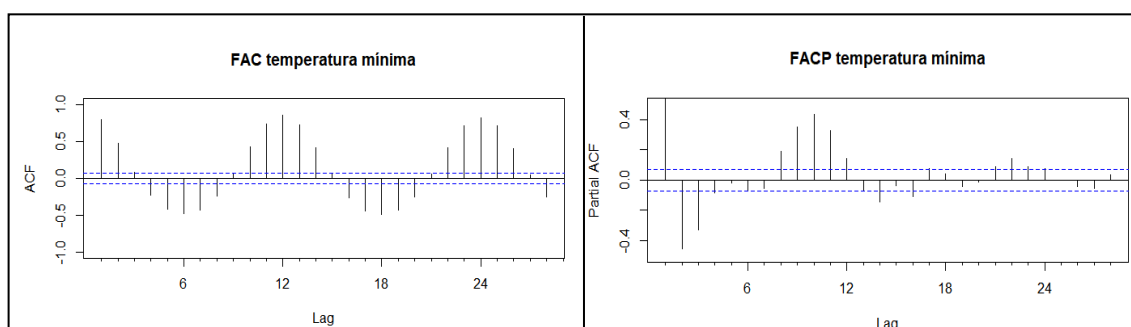 FAC temperatura mínima
ACF
1.0
0.5
0.0
-0.5
-1.0
6
12
18
24
Lag
FACP temperatura mínima
Partial ACF
0.4
0.0
-0.4
6
12
18
24
Lag